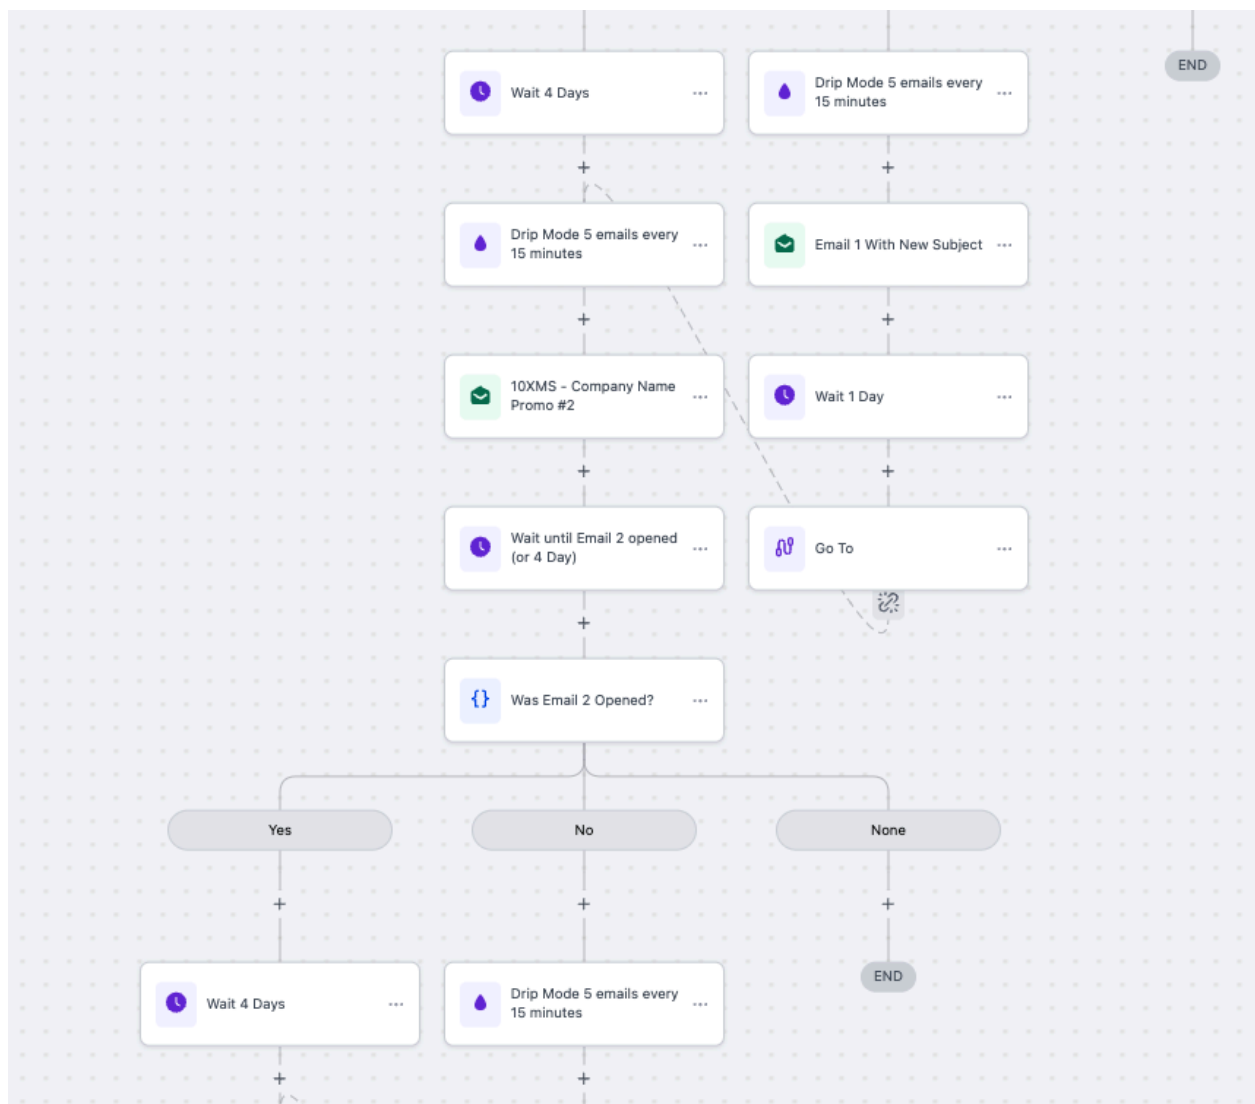 END
Wait 4 Days
Drip Mode 5 emails every
15 minutes
Drip Mode 5 emails every
15 minutes
Email 1 With New Subject
10XMS - Company Name
Promo #2
Wait 1 Day
Wait until Email 2 opened
(or 4 Day)
Go To
Was Email 2 Opened?
Yes
No
None
END
Wait 4 Days
Drip Mode 5 emails every
15 minutes